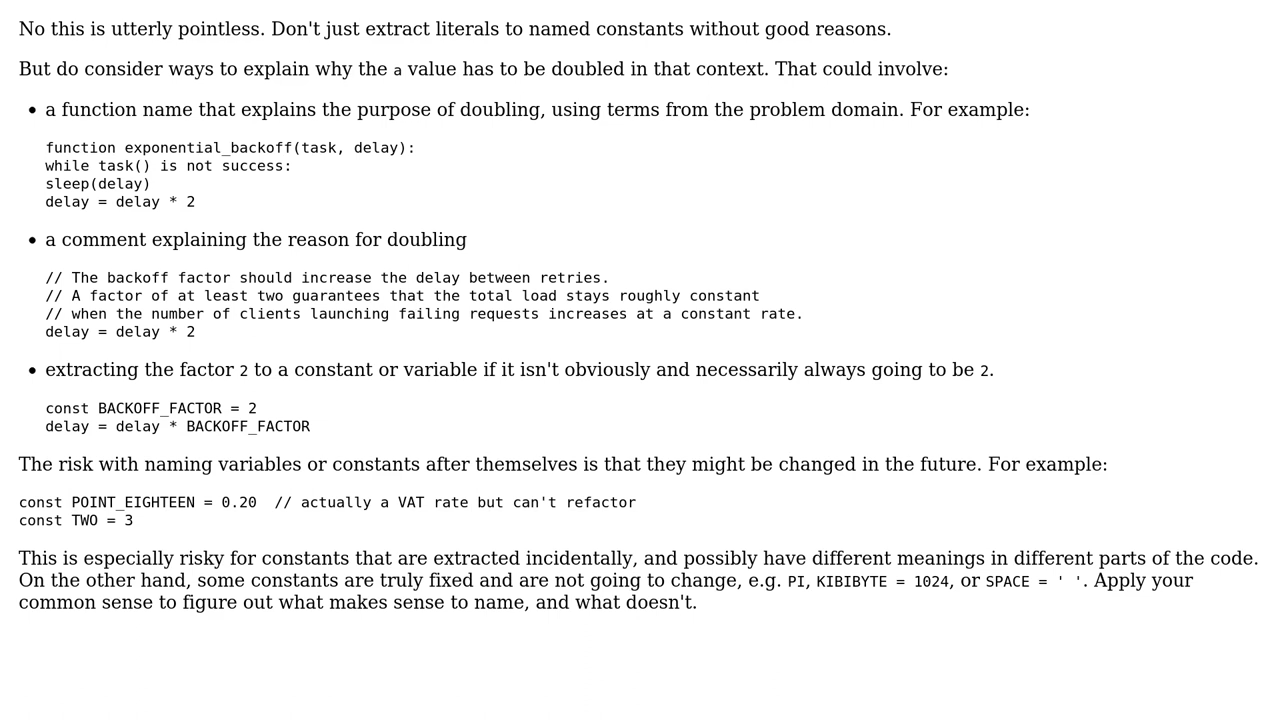 No this is utterly pointless. Don't just extract literals to named constants without good reasons.
But do consider ways to explain why the a value has to be doubled in that context. That could involve:
• a function name that explains the purpose of doubling, using terms from the problem domain. For example:
function exponential_backoff(task, delay):
while task() is not success:
sleep(delay)
delay = delay * 2
• a comment explaining the reason for doubling
// The backoff factor should increase the delay between retries.
// A factor of at least two guarantees that the total load stays roughly constant
// when the number of clients launching failing requests increases at a constant rate.
delay = delay * 2
• extracting the factor 2 to a constant or variable if it isn't obviously and necessarily always going to be 2.
const BACKOFF_FACTOR = 2
delay = delay * BACKOFF_FACTOR
The risk with naming variables or constants after themselves is that they might be changed in the future. For example:
const POINT_EIGHTEEN = 0.20  // actually a VAT rate but can't refactor
const TWO = 3
This is especially risky for constants that are extracted incidentally, and possibly have different meanings in different parts of the code.
On the other hand, some constants are truly fixed and are not going to change, e.g. PI, KIBIBYTE = 1024, or SPACE = ' '. Apply your
common sense to figure out what makes sense to name, and what doesn't.